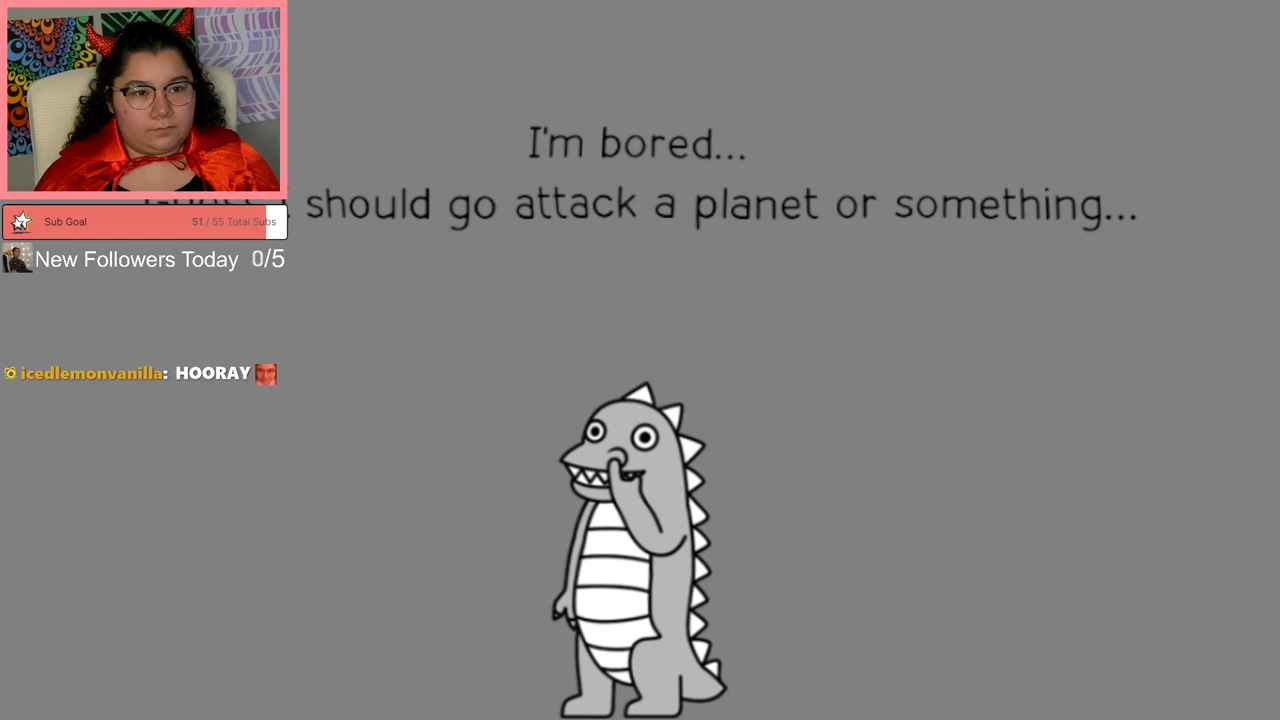 I'm bored...
should go attack a planet or something...
Sub Goal 51 / 55 Total Subs
New Followers Today 0/5
icedlemonvanilla: HOORAY